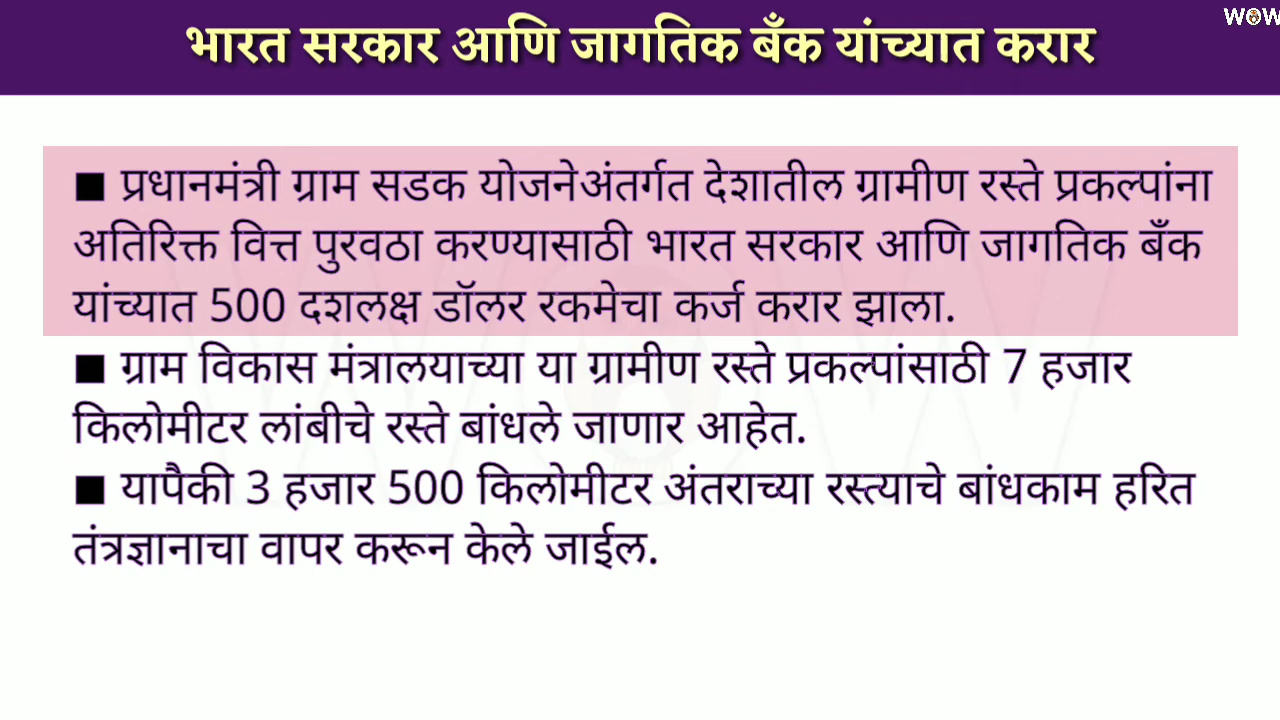 भारत सरकार आणि जागतिक बँक यांच्यात करार
WOW
■ प्रधानमंत्री ग्राम सडक योजनेअंतर्गत देशातील ग्रामीण रस्ते प्रकल्पांना
अतिरिक्त वित्त पुरवठा करण्यासाठी भारत सरकार आणि जागतिक बँक
यांच्यात 500 दशलक्ष डॉलर रकमेचा कर्ज करार झाला.
■ ग्राम विकास मंत्रालयाच्या या ग्रामीण रस्ते प्रकल्पांसाठी 7 हजार
किलोमीटर लांबीचे रस्ते बांधले जाणार आहेत.
■ यापैकी 3 हजार 500 किलोमीटर अंतराच्या रस्त्याचे बांधकाम हरित
तंत्रज्ञानाचा वापर करून केले जाईल.